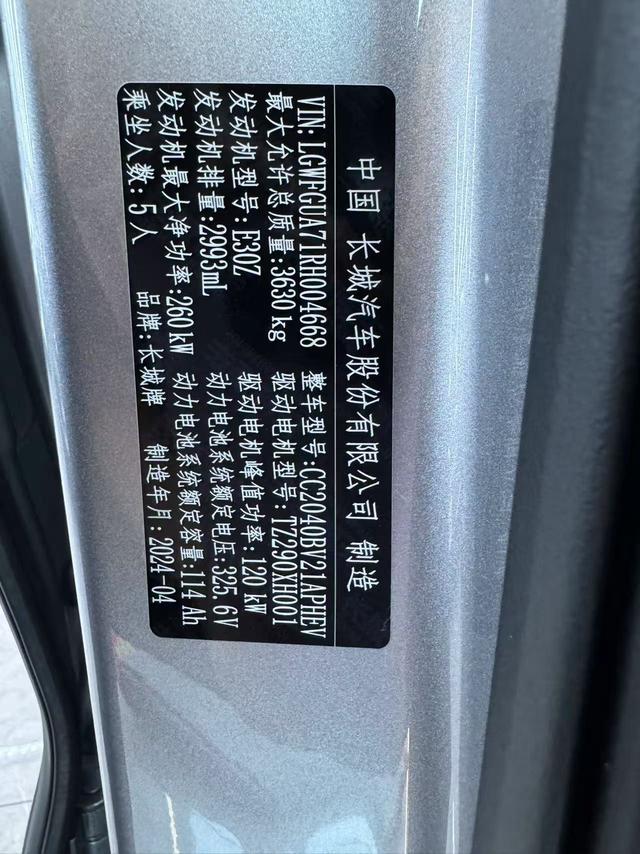 中国 长城汽车股份有限公司 制造
VIN: LGWFGUA71RH004668 整车型号: CC2040BV21APHEV
最大允许总质量: 3630 kg 驱动电机型号: TZ290XH001
发动机型号: E30Z 驱动电机峰值功率: 120 kW
发动机排量: 2993mL 动力电池系统额定电压: 325.6V
发动机最大净功率: 260 kW 动力电池系统额定容量: 114 Ah
乘坐人数: 5人 品牌: 长城牌 制造年月: 2024-04